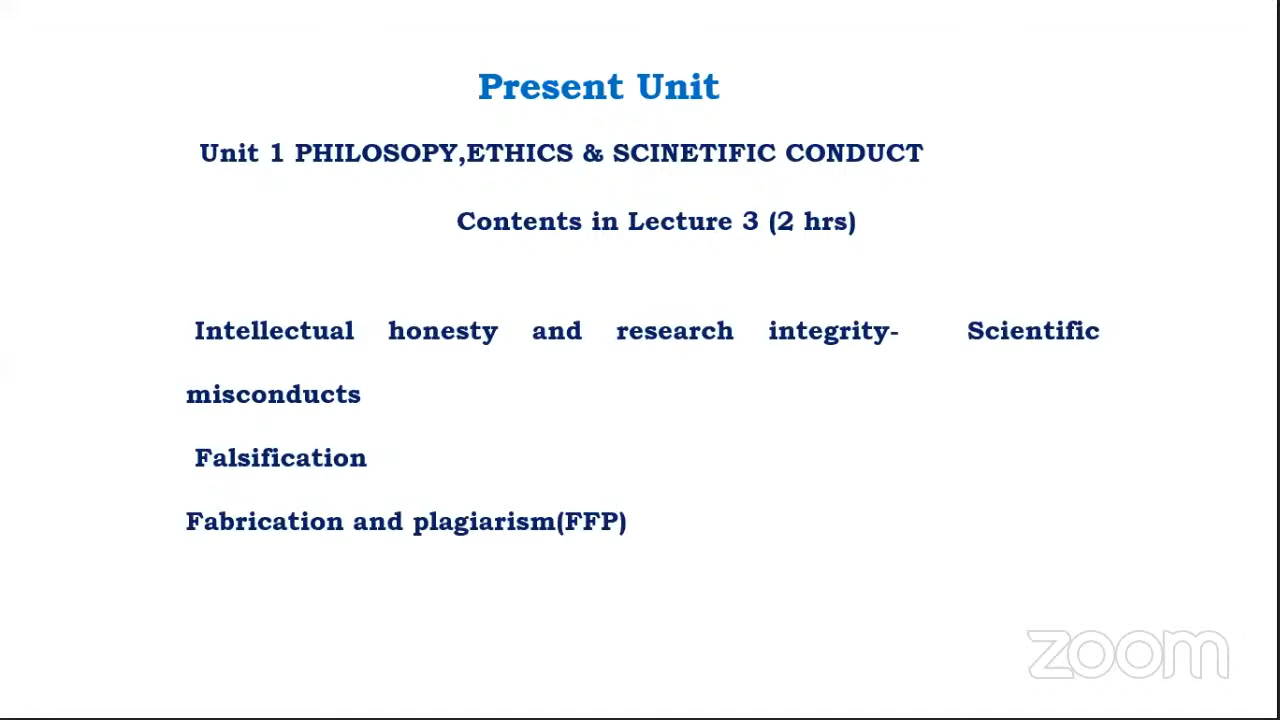 Present Unit
Unit 1 PHILOSOPY,ETHICS & SCINETIFIC CONDUCT
Contents in Lecture 3 (2 hrs)
Intellectual honesty and research integrity- Scientific
misconducts
Falsification
Fabrication and plagiarism(FFP)
zoom